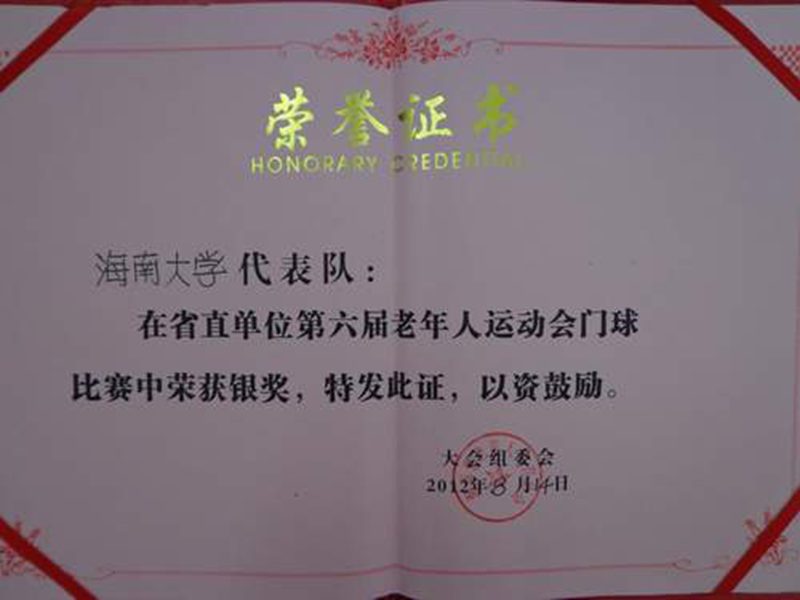 荣誉证书
HONORARY CREDENTIAL
海南大学代表队：
在省直单位第六届老年人运动会门球
比赛中荣获银奖，特发此证，以资鼓励。
大会组委会
2012年8月14日